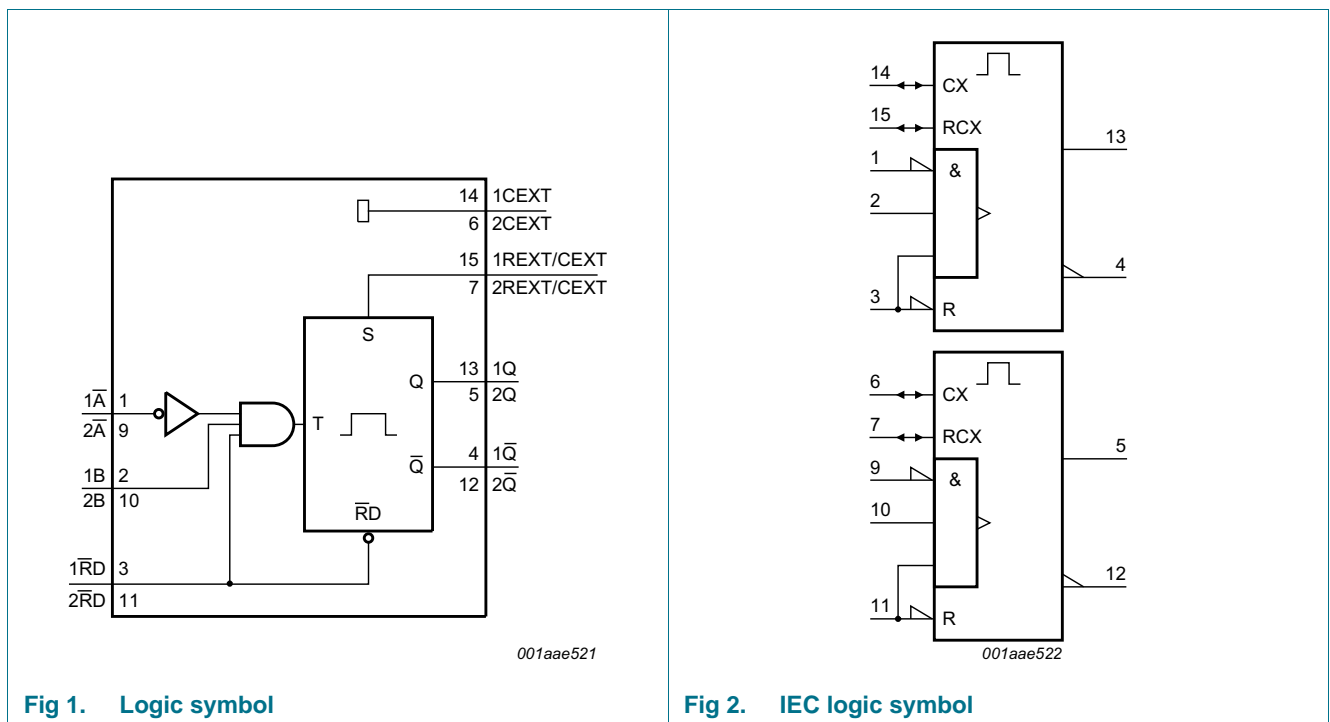 14 1CEXT
6 2CEXT
15 1REXT/CEXT
7 2REXT/CEXT
S
13 1Q
Q
5 2Q
1A̅ 1
2A̅ 9
T
4 1Q̅
Q̅
12 2Q̅
1B 2
2B 10
R̅D̅
1R̅D̅ 3
2R̅D̅ 11
001aae521
Fig 1. Logic symbol
14
CX
15
RCX
13
1
&
2
4
3
R
6
CX
7
RCX
5
9
&
10
12
11
R
001aae522
Fig 2. IEC logic symbol